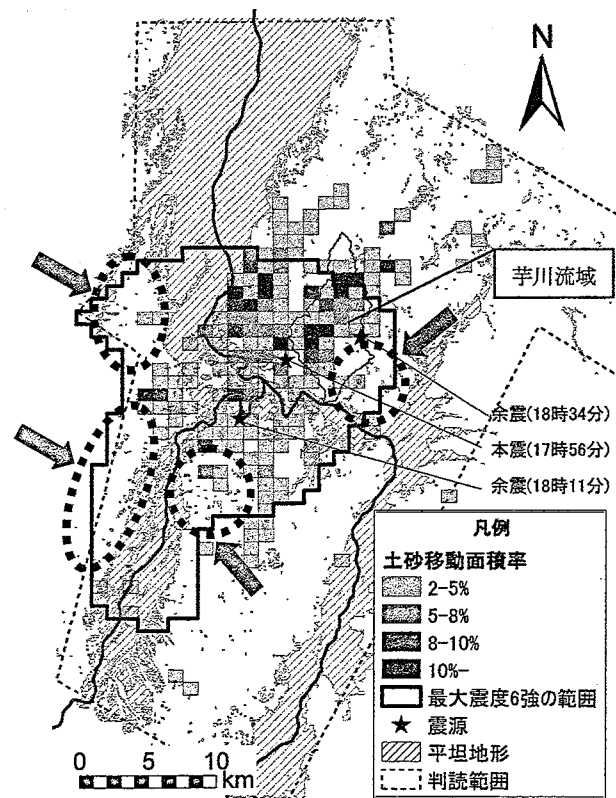 N
芋川流域
余震(18時34分)
本震(17時56分)
余震(18時11分)
凡例
土砂移動面積率
2-5%
5-8%
8-10%
10%-
最大震度6強の範囲
震源
平坦地形
判読範囲
0 5 10
km